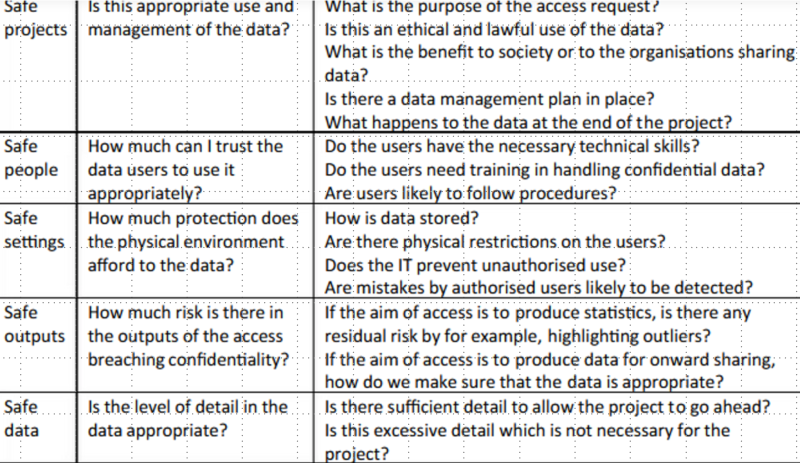 Safe
projects
Is this appropriate use and
management of the data?
What is the purpose of the access request?
Is this an ethical and lawful use of the data?
What is the benefit to society or to the organisations sharing
data?
Is there a data management plan in place?
What happens to the data at the end of the project?
Safe
people
How much can I trust the
data users to use it
appropriately?
Do the users have the necessary technical skills?
Do the users need training in handling confidential data?
Are users likely to follow procedures?
Safe
settings
How much protection does
the physical environment
afford to the data?
How is data stored?
Are there physical restrictions on the users?
Does the IT prevent unauthorised use?
Are mistakes by authorised users likely to be detected?
Safe
outputs
How much risk is there in
the outputs of the access
breaching confidentiality?
If the aim of access is to produce statistics, is there any
residual risk by for example, highlighting outliers?
If the aim of access is to produce data for onward sharing,
how do we make sure that the data is appropriate?
Safe
data
Is the level of detail in the
data appropriate?
Is there sufficient detail to allow the project to go ahead?
Is this excessive detail which is not necessary for the
project?